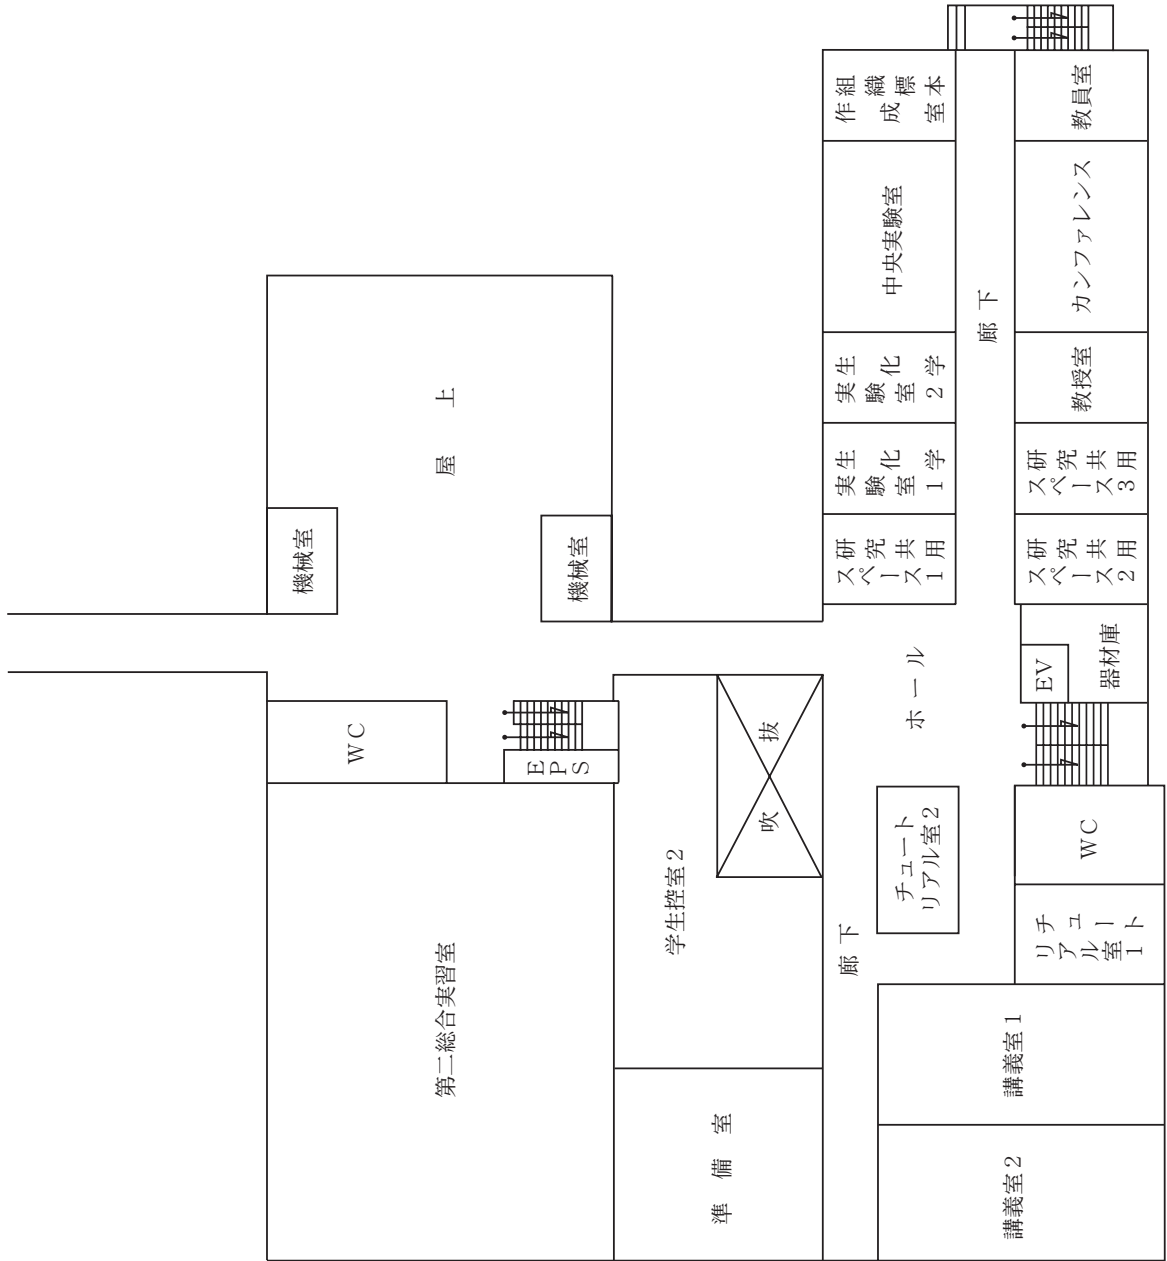 WC
機械室
第二総合実習室
屋上
EPS
機械室
学生控室2
準備室
吹抜
廊下
研究共用
スペース1
生化学
実験室1
生化学
実験室2
中央実験室
組織標本
作成室
チュート
リアル室2
ホール
廊下
講義室2
講義室1
チュート
リアル室1
WC
EV
器材庫
研究共用
スペース2
研究共用
スペース3
教授室
カンファレンス
教員室